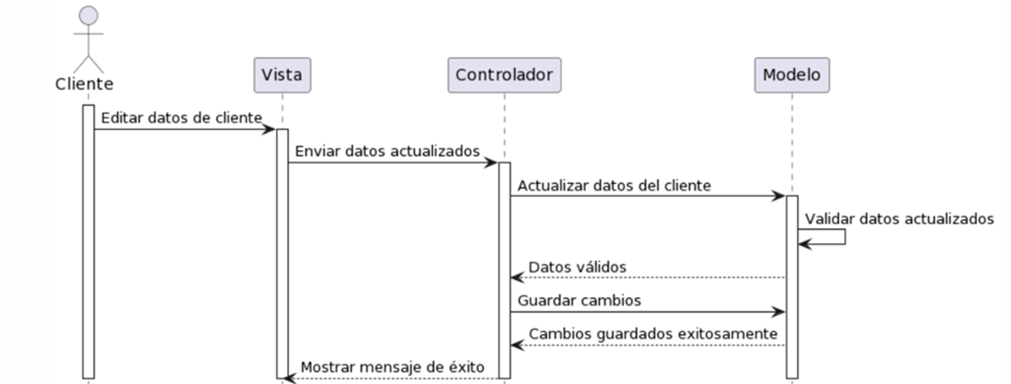 Cliente
Vista
Controlador
Modelo
Editar datos de cliente
Enviar datos actualizados
Actualizar datos del cliente
Validar datos actualizados
Datos válidos
Guardar cambios
Cambios guardados exitosamente
Mostrar mensaje de éxito